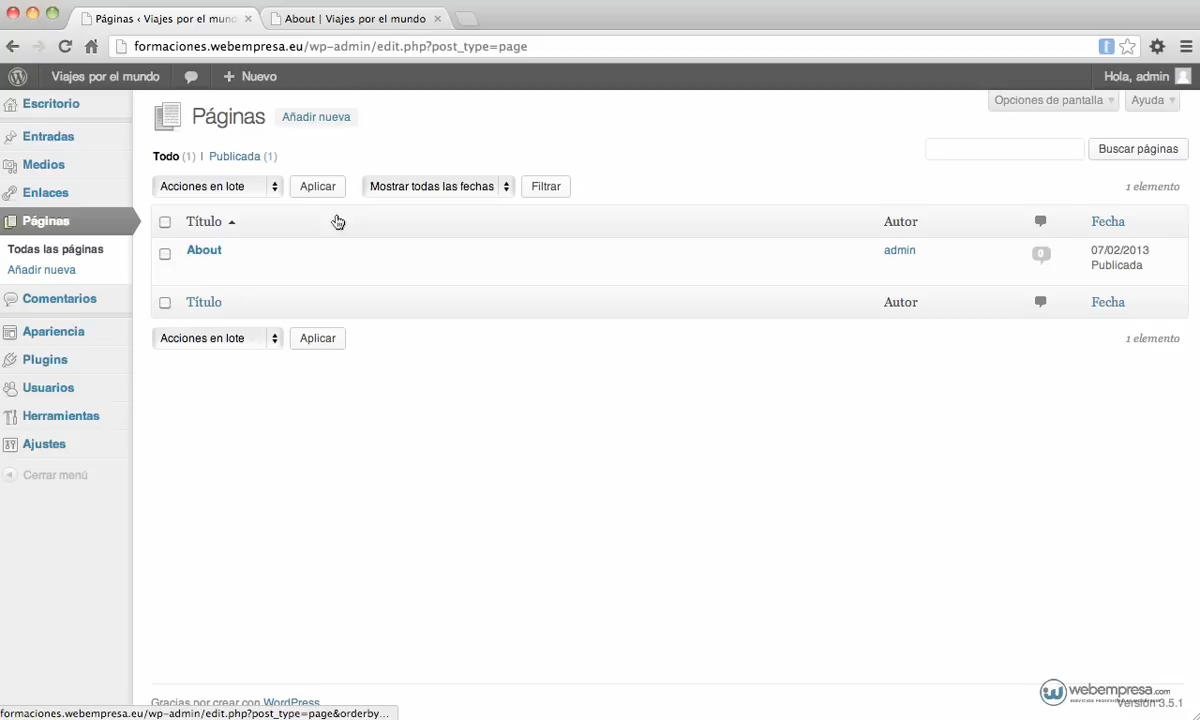 Páginas ‹ Viajes por el mund
About | Viajes por el mundo
formaciones.webempresa.eu/wp-admin/edit.php?post_type=page
Viajes por el mundo
+ Nuevo
Hola, admin
Escritorio
Entradas
Medios
Enlaces
Páginas
Todas las páginas
Añadir nueva
Comentarios
Apariencia
Plugins
Usuarios
Herramientas
Ajustes
Cerrar menú
Páginas
Añadir nueva
Opciones de pantalla
Ayuda
Todo (1) | Publicada (1)
Buscar páginas
Acciones en lote
Aplicar
Mostrar todas las fechas
Filtrar
1 elemento
Título
Autor
Fecha
About
admin
0
07/02/2013
Publicada
Título
Autor
Fecha
Acciones en lote
Aplicar
1 elemento
Gracias por crear con WordPress
webempresa.com
Versión 3.5.1
formaciones.webempresa.eu/wp-admin/edit.php?post_type=page&orderby...